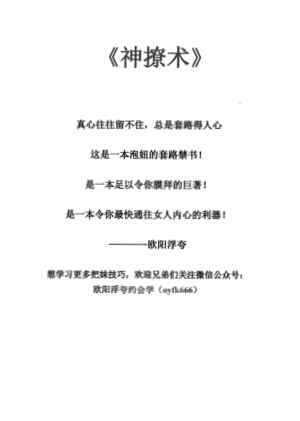 《神撩术》
真心往往留不住，总是套路得人心
这是一本泡妞的套路禁书！
是一本足以令你膜拜的巨著！
是一本令你最快通往女人内心的利器！
————欧阳浮夸
想学习更多把妹技巧，欢迎兄弟们关注微信公众号：
欧阳浮夸约会学（oyfk666）